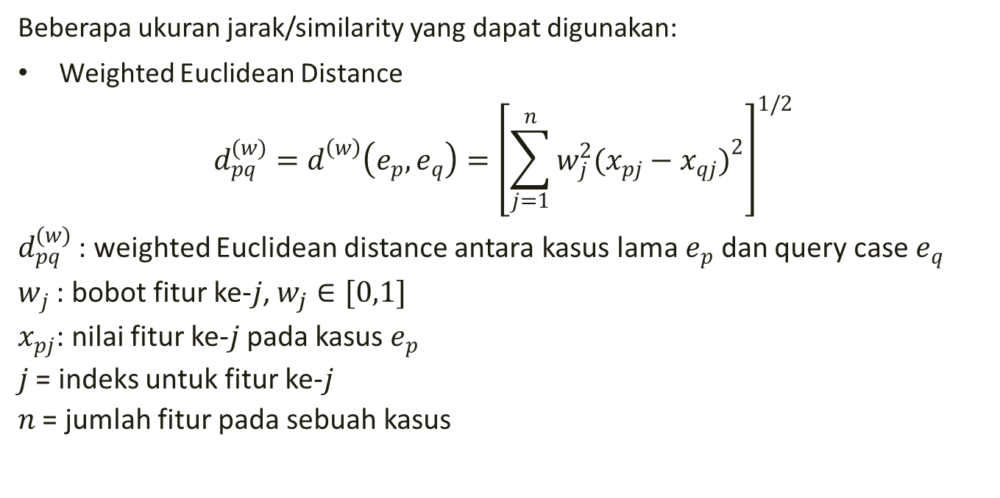 Beberapa ukuran jarak/similarity yang dapat digunakan:
• Weighted Euclidean Distance
$d_{pq}^{(w)} = d^{(w)}(e_p, e_q) = \left[\sum_{j=1}^{n} w_j^2 (x_{pj} - x_{qj})^2\right]^{1/2}$
$d_{pq}^{(w)}$ : weighted Euclidean distance antara kasus lama $e_p$ dan query case $e_q$
$w_j$ : bobot fitur ke-$j$, $w_j \in [0,1]$
$x_{pj}$: nilai fitur ke-$j$ pada kasus $e_p$
$j$ = indeks untuk fitur ke-$j$
$n$ = jumlah fitur pada sebuah kasus